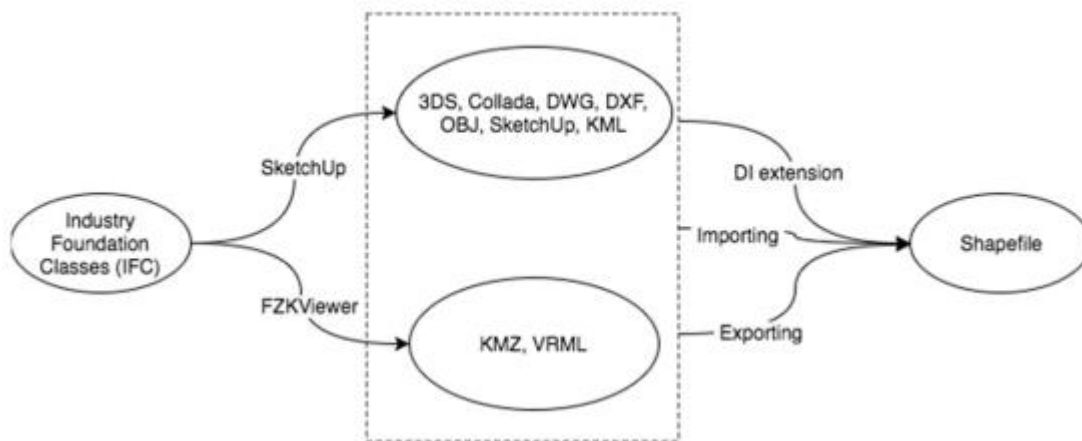 Industry
Foundation
Classes (IFC)
SketchUp
FZKViewer
3DS, Collada, DWG, DXF,
OBJ, SketchUp, KML
KMZ, VRML
DI extension
Importing
Exporting
Shapefile